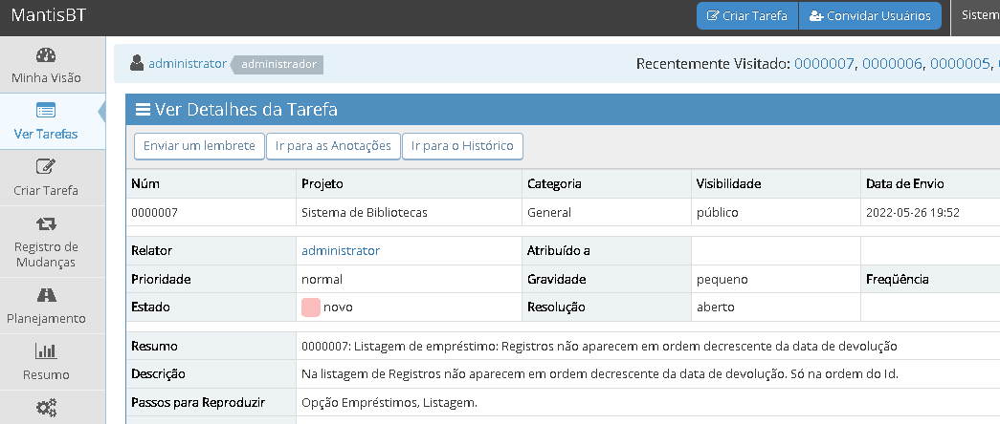 MantisBT
Criar Tarefa
Convidar Usuários
Sistem
Minha Visão
Ver Tarefas
Criar Tarefa
Registro de
Mudanças
Planejamento
Resumo
administrator administrador
Recentemente Visitado: 0000007, 0000006, 0000005,
Ver Detalhes da Tarefa
Enviar um lembrete Ir para as Anotações Ir para o Histórico
Núm Projeto Categoria Visibilidade Data de Envio
0000007 Sistema de Bibliotecas General público 2022-05-26 19:52
Relator administrator Atribuído a
Prioridade normal Gravidade pequeno Freqüência
Estado novo Resolução aberto
Resumo 0000007: Listagem de empréstimo: Registros não aparecem em ordem decrescente da data de devolução
Descrição Na listagem de Registros não aparecem em ordem decrescente da data de devolução. Só na ordem do Id.
Passos para Reproduzir Opção Empréstimos, Listagem.